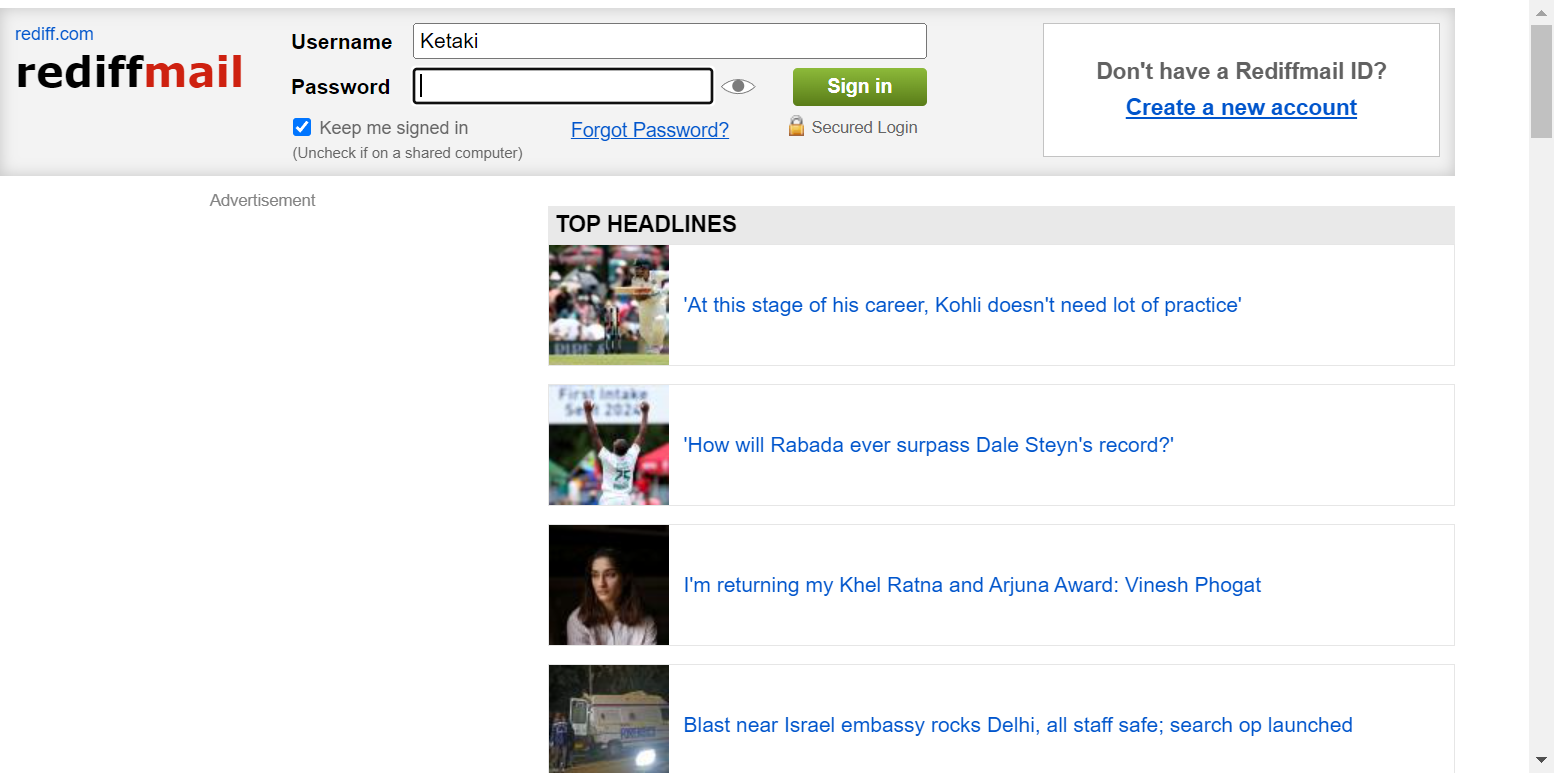 rediff.com
rediffmail
Username
Ketaki
Password
Sign in
Keep me signed in
Forgot Password?
Secured Login
(Uncheck if on a shared computer)
Don't have a Rediffmail ID?
Create a new account
Advertisement
TOP HEADLINES
'At this stage of his career, Kohli doesn't need lot of practice'
First Intake
Sept 2024
25
'How will Rabada ever surpass Dale Steyn's record?'
I'm returning my Khel Ratna and Arjuna Award: Vinesh Phogat
Blast near Israel embassy rocks Delhi, all staff safe; search op launched